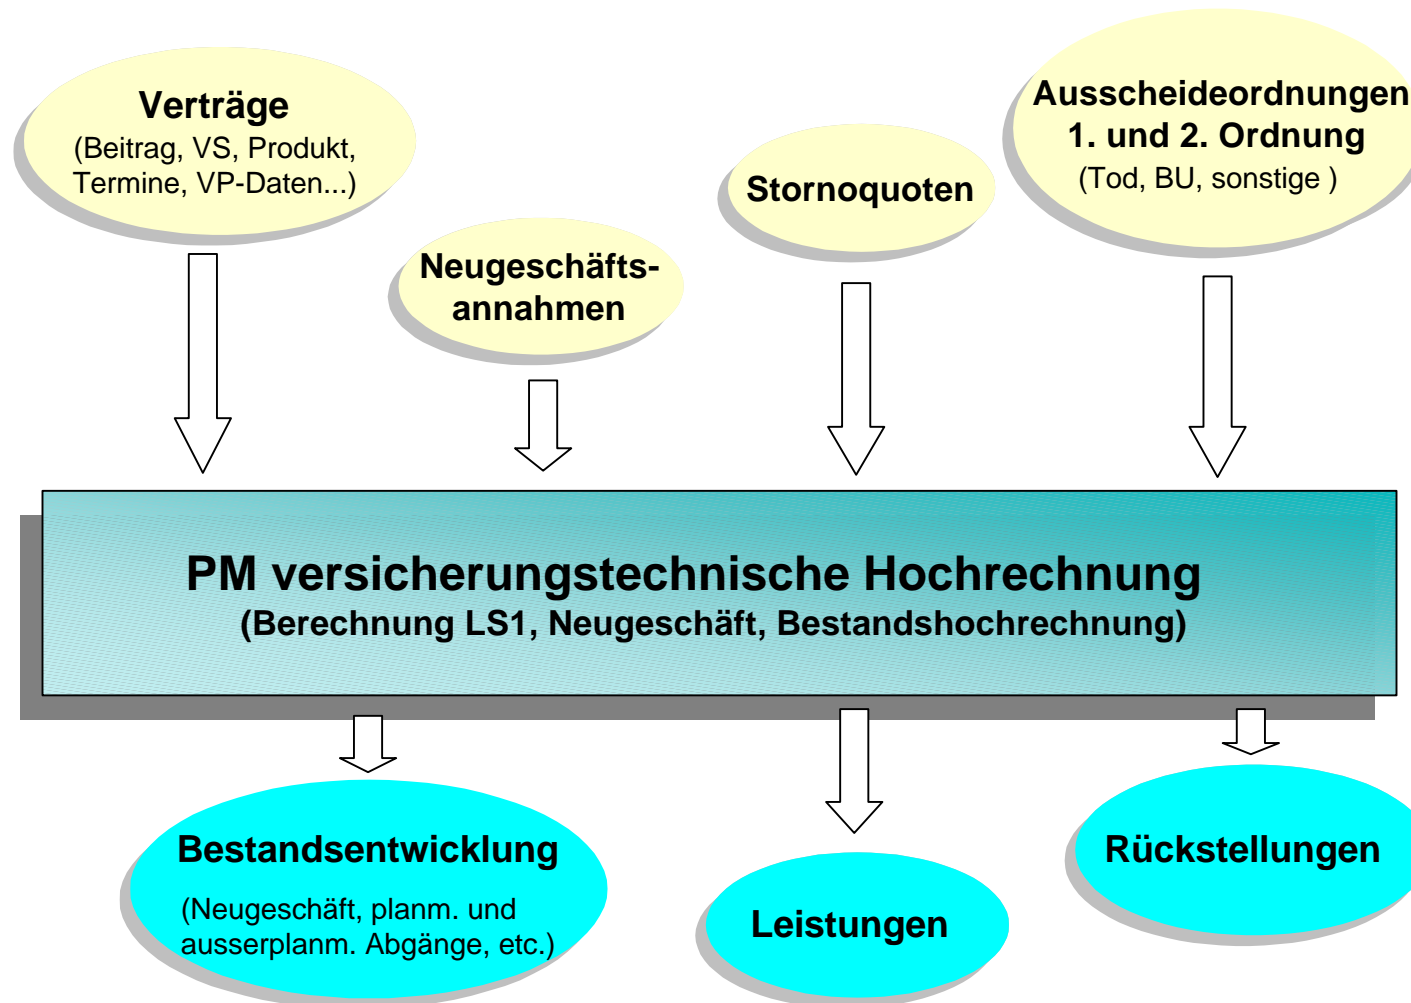 Verträge
(Beitrag, VS, Produkt,
Termine, VP-Daten...)
Neugeschäfts-
annahmen
Stornoquoten
Ausscheideordnungen
1. und 2. Ordnung
(Tod, BU, sonstige )
PM versicherungstechnische Hochrechnung
(Berechnung LS1, Neugeschäft, Bestandshochrechnung)
Bestandsentwicklung
(Neugeschäft, planm. und
ausserplanm. Abgänge, etc.)
Leistungen
Rückstellungen